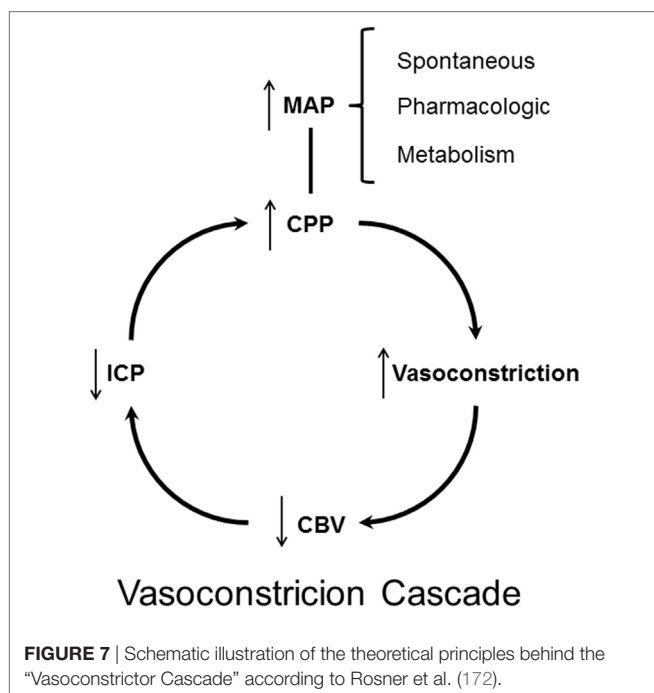 Spontaneous
↑ MAP
Pharmacologic
Metabolism
↑ CPP
↓ ICP
↑ Vasoconstriction
↓ CBV
Vasoconstricion Cascade
FIGURE 7 | Schematic illustration of the theoretical principles behind the
“Vasoconstrictor Cascade” according to Rosner et al. (172).